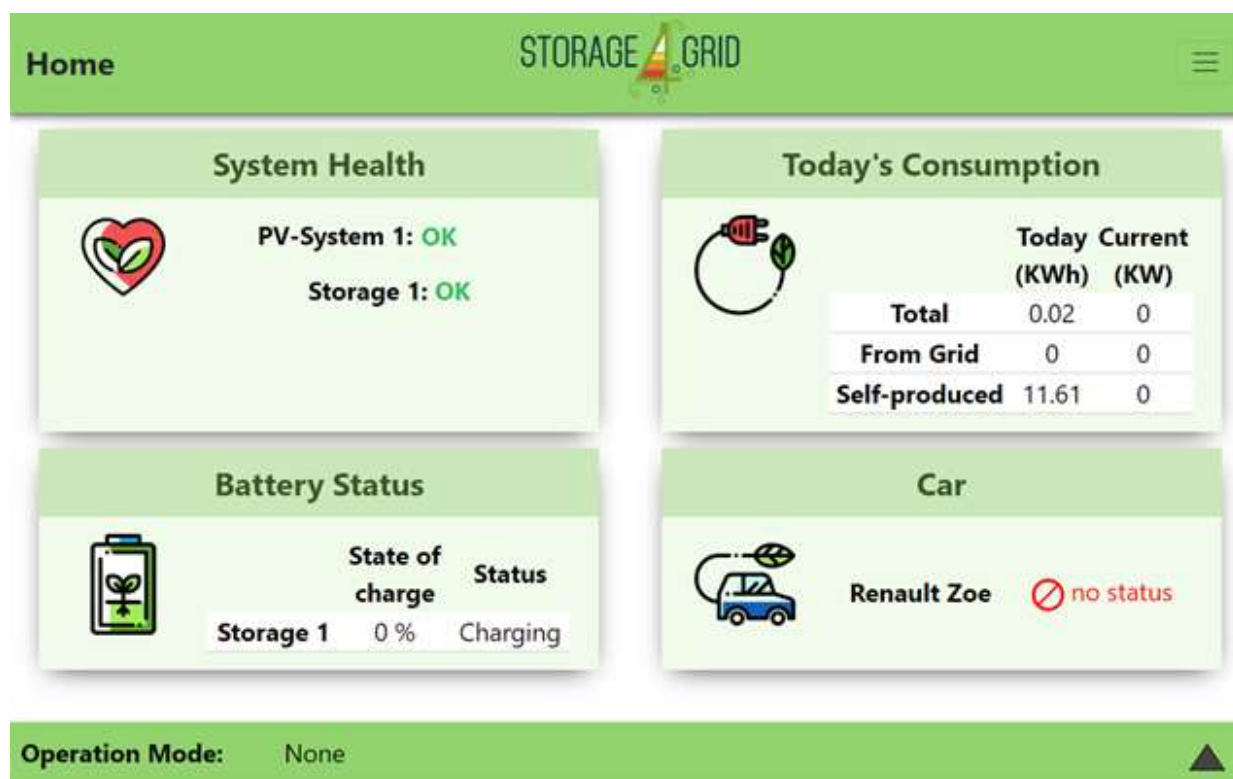 Home
STORAGE 4 GRID
System Health
PV-System 1: OK
Storage 1: OK
Today's Consumption
Today Current
(KWh) (KW)
Total 0.02 0
From Grid 0 0
Self-produced 11.61 0
Battery Status
State of
charge Status
Storage 1 0 % Charging
Car
Renault Zoe no status
Operation Mode: None